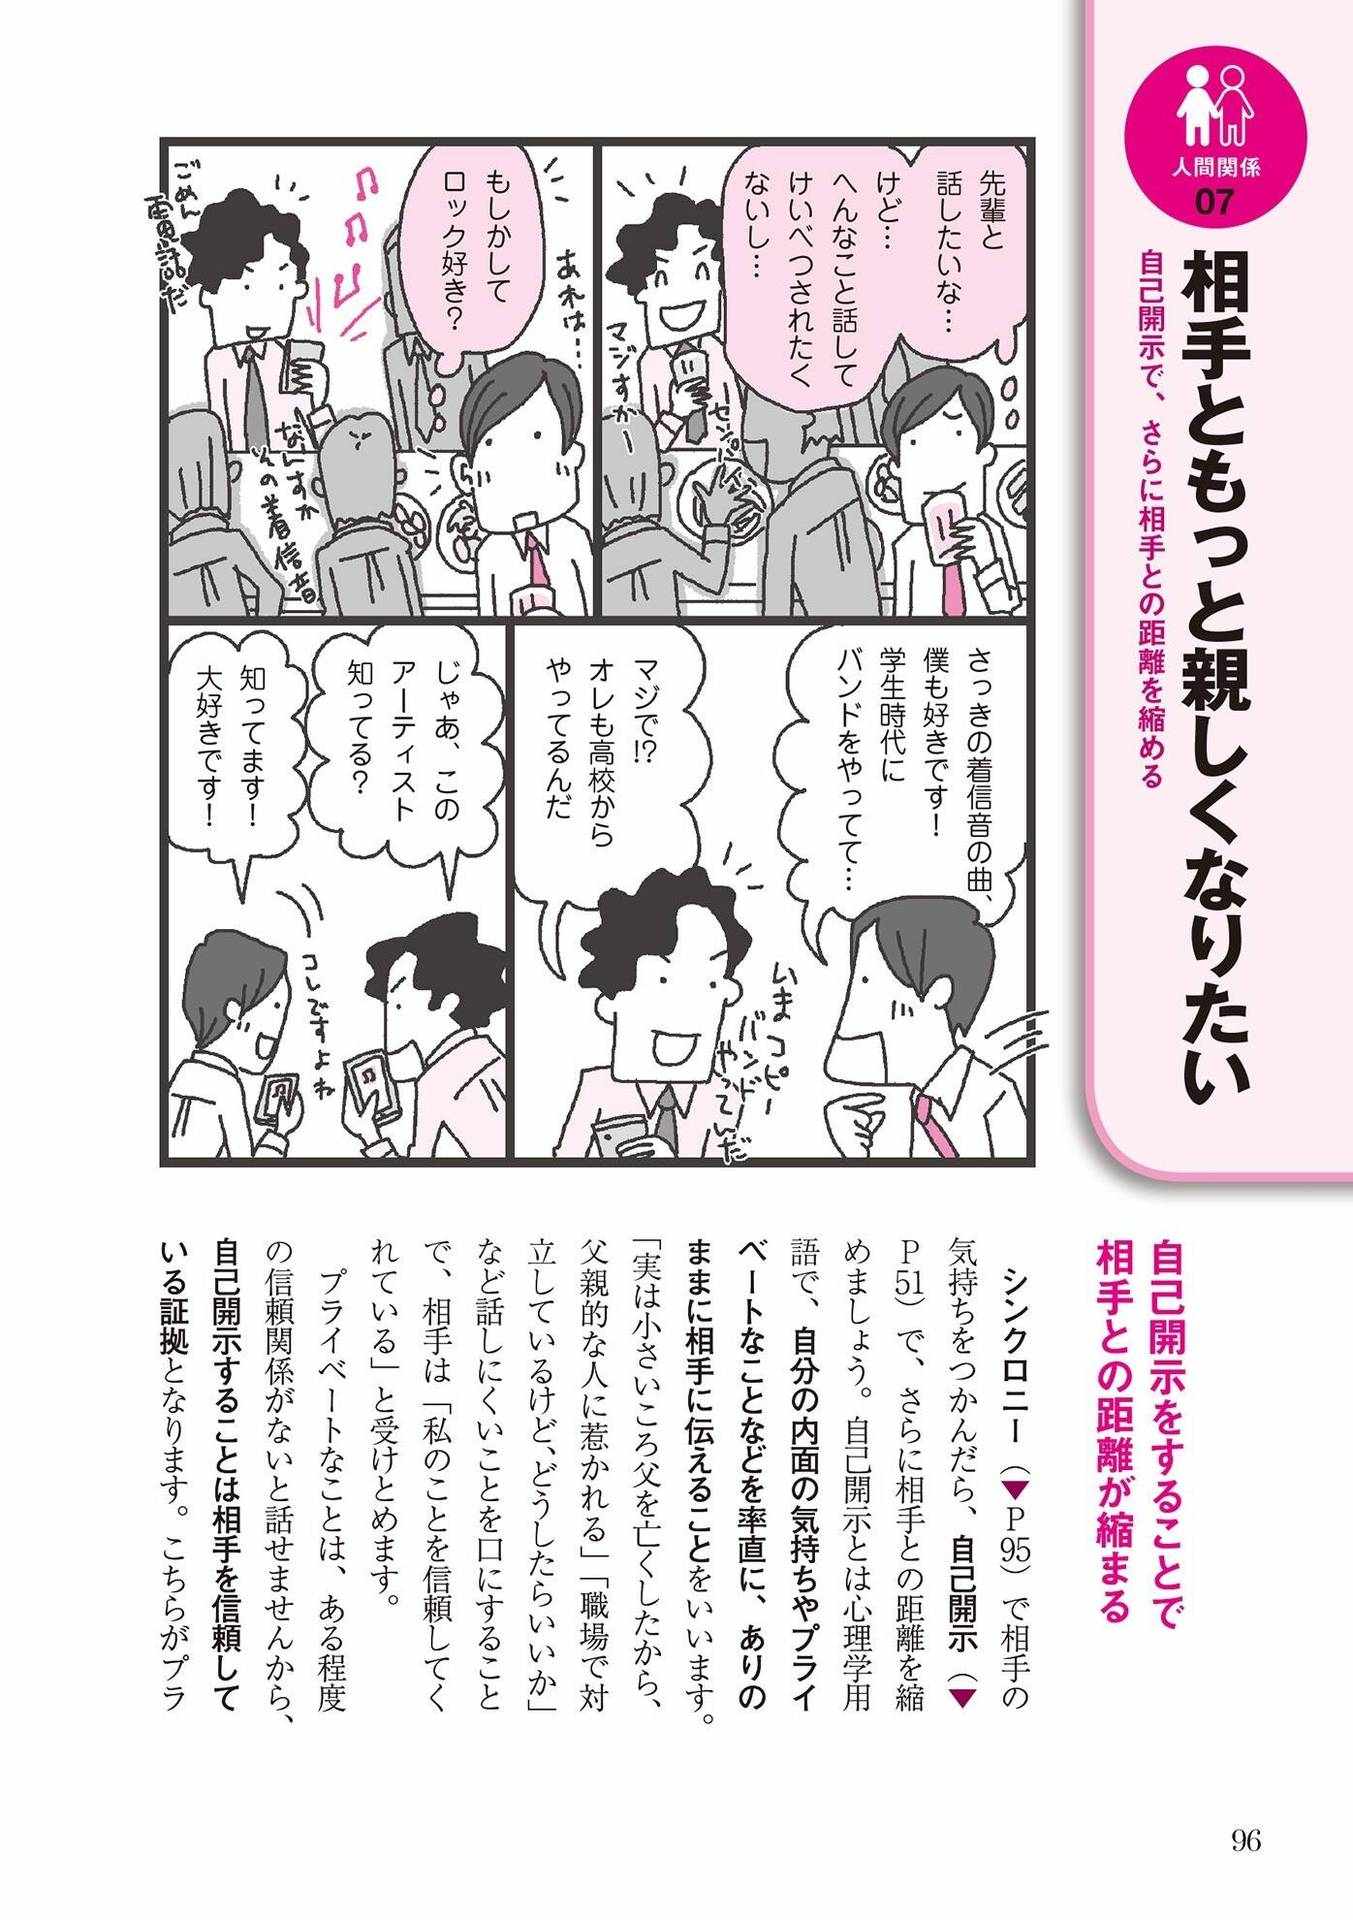 人間関係
07
相手ともっと親しくなりたい
自己開示で、さらに相手との距離を縮める
先輩と
話したいな…
けど…
へんなこと話して
けいべつされたく
ないし…
マジすかー
センパイ
あれは…
もしかして
ロック好き?
ごめん
電話だ
なんすか
その着信音
さっきの着信音の曲、
僕も好きです!
学生時代に
バンドをやってて…
マジで!?
オレも高校から
やってるんだ
いまコピー
バンド
やってんだ
じゃあ、この
アーティスト
知ってる?
知ってます!
大好きです!
コレですよね
自己開示をすることで
相手との距離が縮まる
シンクロニー(▼P95)で相手の
気持ちをつかんだら、自己開示(▼
P51)で、さらに相手との距離を縮
めましょう。自己開示とは心理学用
語で、自分の内面の気持ちやプライ
ベートなことなどを率直に、ありの
ままに相手に伝えることをいいます。
「実は小さいころ父を亡くしたから、
父親的な人に惹かれる」「職場で対
立しているけど、どうしたらいいか」
など話しにくいことを口にすること
で、相手は「私のことを信頼してく
れている」と受けとめます。
プライベートなことは、ある程度
の信頼関係がないと話せませんから、
自己開示することは相手を信頼して
いる証拠となります。こちらがプラ
96